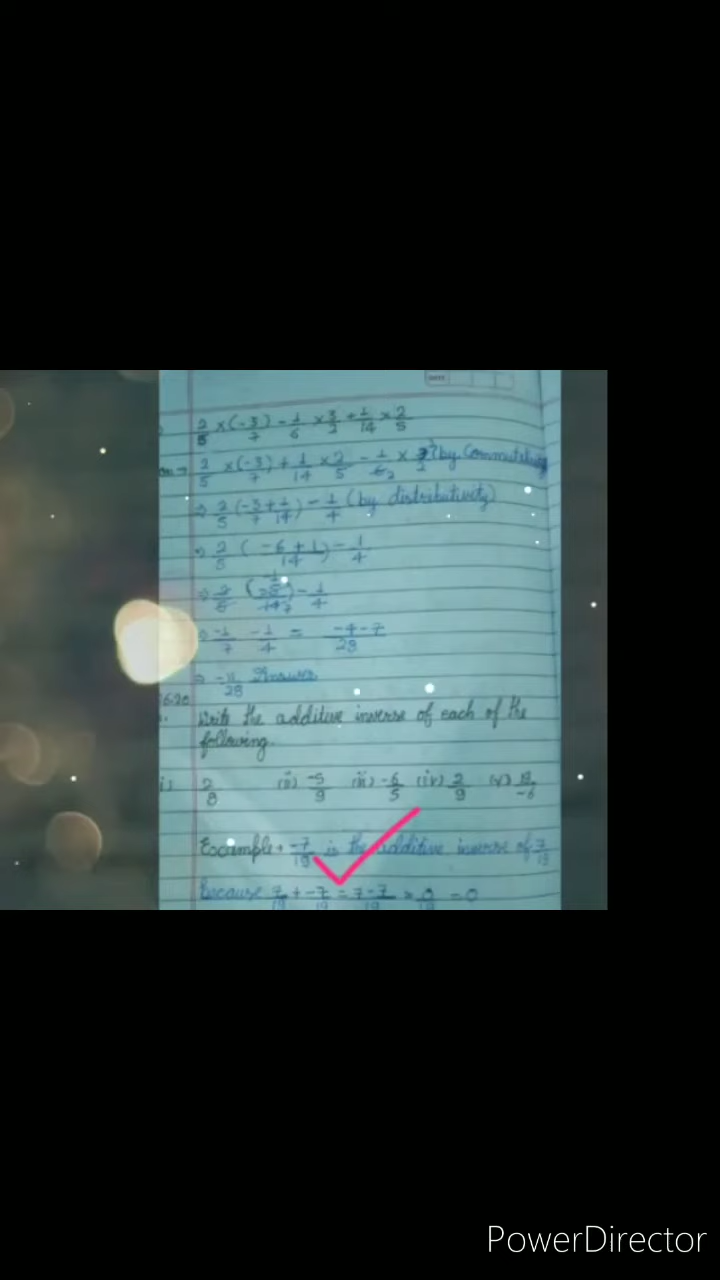 DATE
2/5 × (-3/7) - 1/6 × 3/2 + 1/14 × 2/5
2/5 × (-3/7) + 1/14 × 2/5 - 1/6 2 × 3/2 (by Commutativity
⇒ 2/5 (-3/7 + 1/14) - 1/4 (by distributivity)
⇒ 2/5 (-6+1/14) - 1/4
⇒ -1/7 - 1/4 = -4-7/28
⇒ -11/28 Answer
Write the additive inverse of each of the
following.
i) 2/8 (ii) -5/9 (iii) -6/5 (iv) 2/9 (v) 19/-6
Example → -7/19 is the additive inverse of 7/19
Because 7/19 + -7/19 = 7-7/19 = 0/19 = 0
PowerDirector